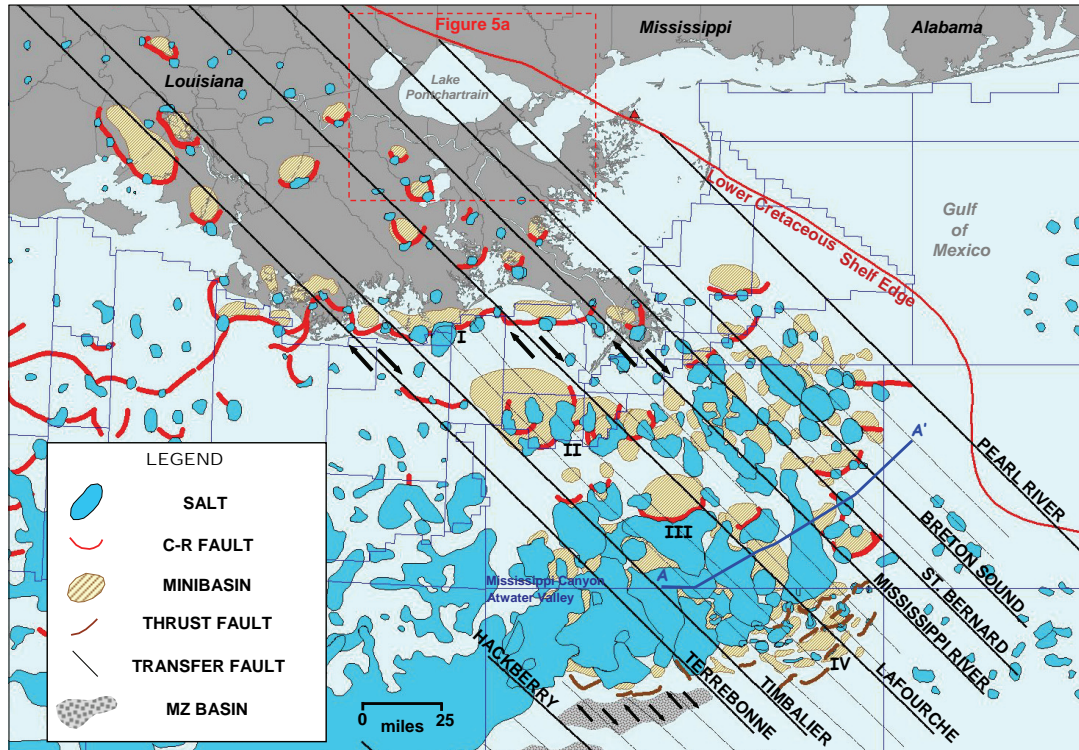 Figure 5a
Mississippi
Alabama
Louisiana
Lake
Pontchartrain
Lower Cretaceous Shelf Edge
Gulf
of
Mexico
I
II
III
IV
A
A'
Mississippi Canyon
Atwater Valley
PEARL RIVER
BRETON SOUND
ST. BERNARD
MISSISSIPPI RIVER
LAFOURCHE
TIMBALIER
TERREBONNE
HACKBERRY
LEGEND
SALT
C-R FAULT
MINIBASIN
THRUST FAULT
TRANSFER FAULT
MZ BASIN
0 25
miles